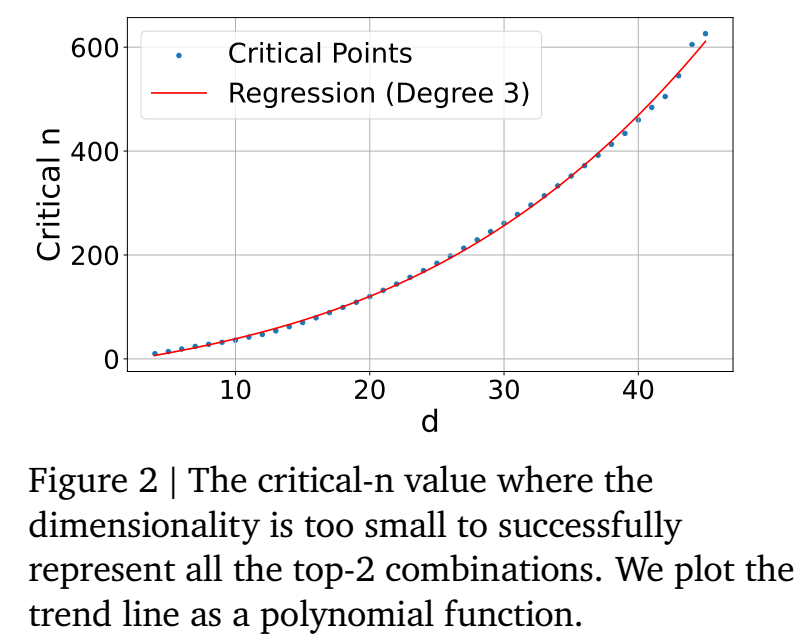 600
400
200
0
Critical n
Critical Points
Regression (Degree 3)
10 20 30 40
d
Figure 2 | The critical-n value where the
dimensionality is too small to successfully
represent all the top-2 combinations. We plot the
trend line as a polynomial function.